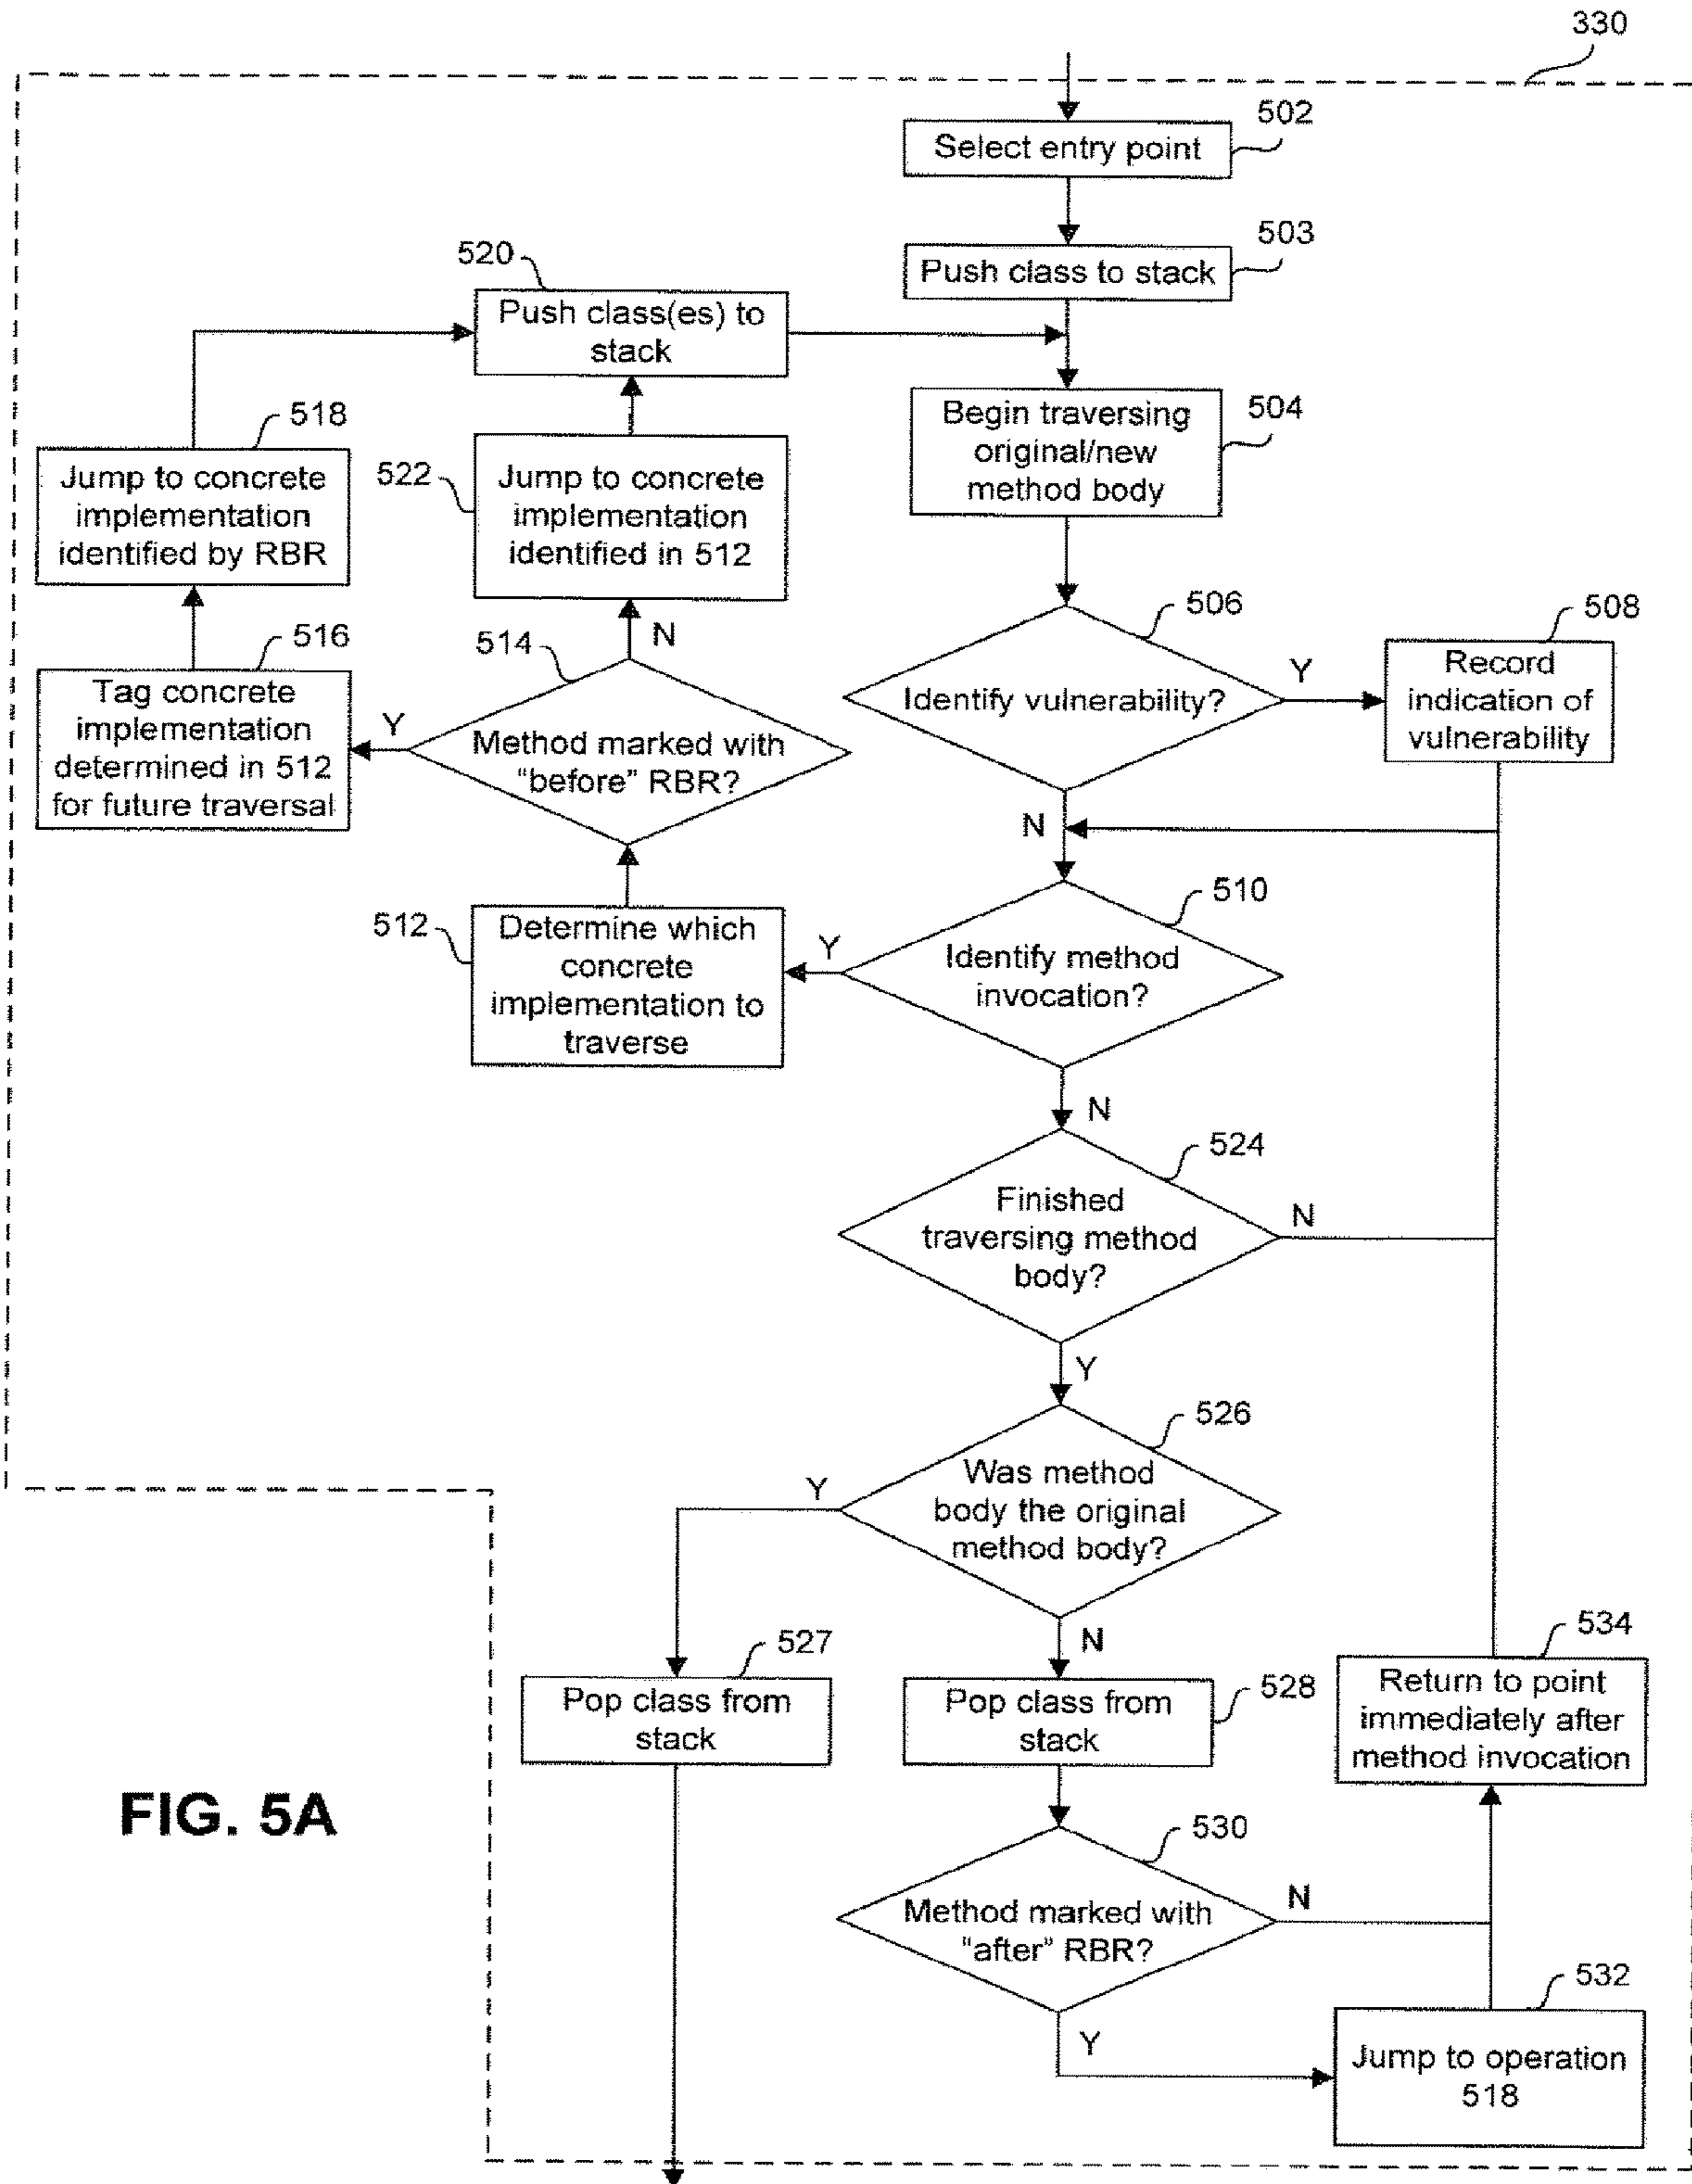 330
502
Select entry point
503
Push class to stack
520
Push class(es) to
stack
504
Begin traversing
original/new
method body
518
Jump to concrete
implementation
identified by RBR
522
Jump to concrete
implementation
identified in 512
506
Identify vulnerability?
Y
508
Record
indication of
vulnerability
N
514
N
Method marked with
"before" RBR?
Y
516
Tag concrete
implementation
determined in 512
for future traversal
510
Identify method
invocation?
Y
512
Determine which
concrete
implementation to
traverse
N
524
Finished
traversing method
body?
N
Y
526
Was method
body the original
method body?
Y
N
527
Pop class from
stack
528
Pop class from
stack
534
Return to point
immediately after
method invocation
530
Method marked with
"after" RBR?
N
Y
532
Jump to operation
518
FIG. 5A